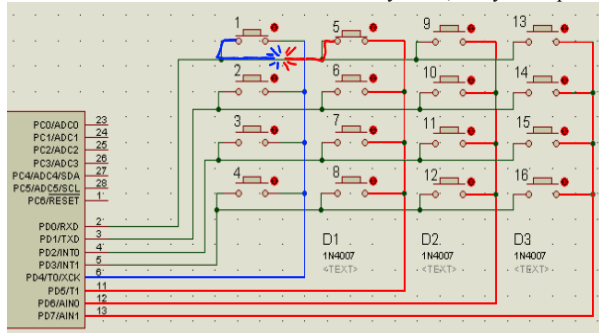 1 5 9 13
2 6 10 14
3 7 11 15
4 8 12 16
PC0/ADC0 23
PC1/ADC1 24
PC2/ADC2 25
PC3/ADC3 26
PC4/ADC4/SDA 27
PC5/ADC5/SCL 28
PC6/RESET 1
PD0/RXD 2
PD1/TXD 3
PD2/INT0 4
PD3/INT1 5
PD4/T0/XCK 6
PD5/T1 11
PD6/AIN0 12
PD7/AIN1 13
D1 D2 D3
1N4007 1N4007 1N4007
<TEXT> <TEXT> <TEXT>